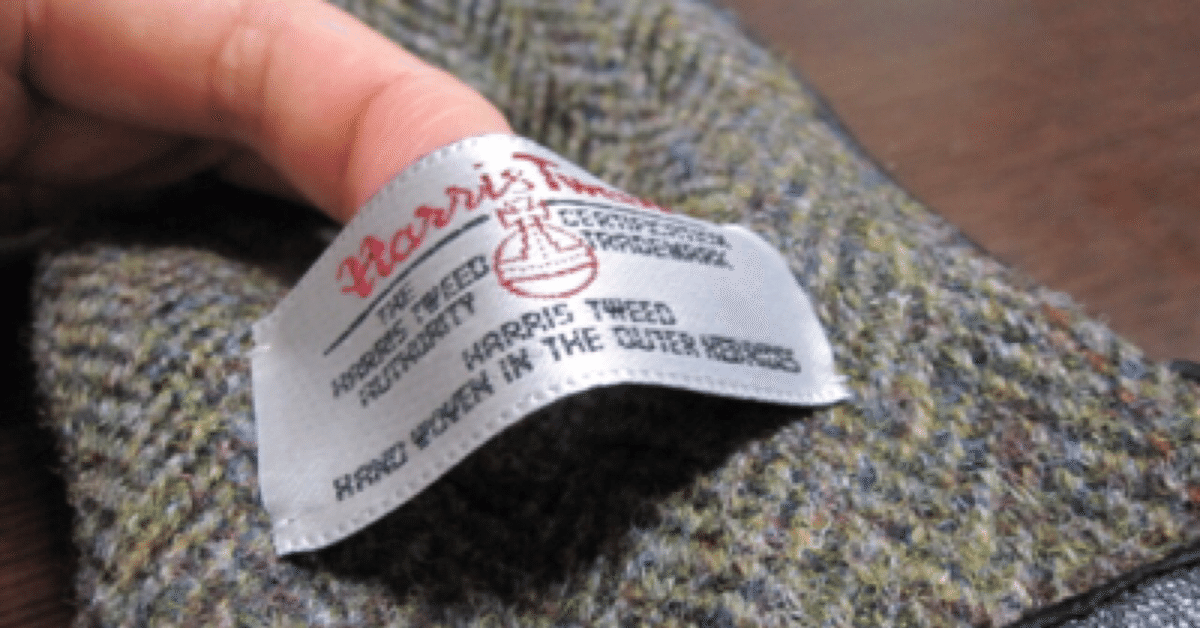 Harris Tweed
THE
HARRIS TWEED
AUTHORITY
CERTIFICATION
TRADEMARK
HARRIS TWEED
HAND WOVEN IN THE OUTER HEBRIDES